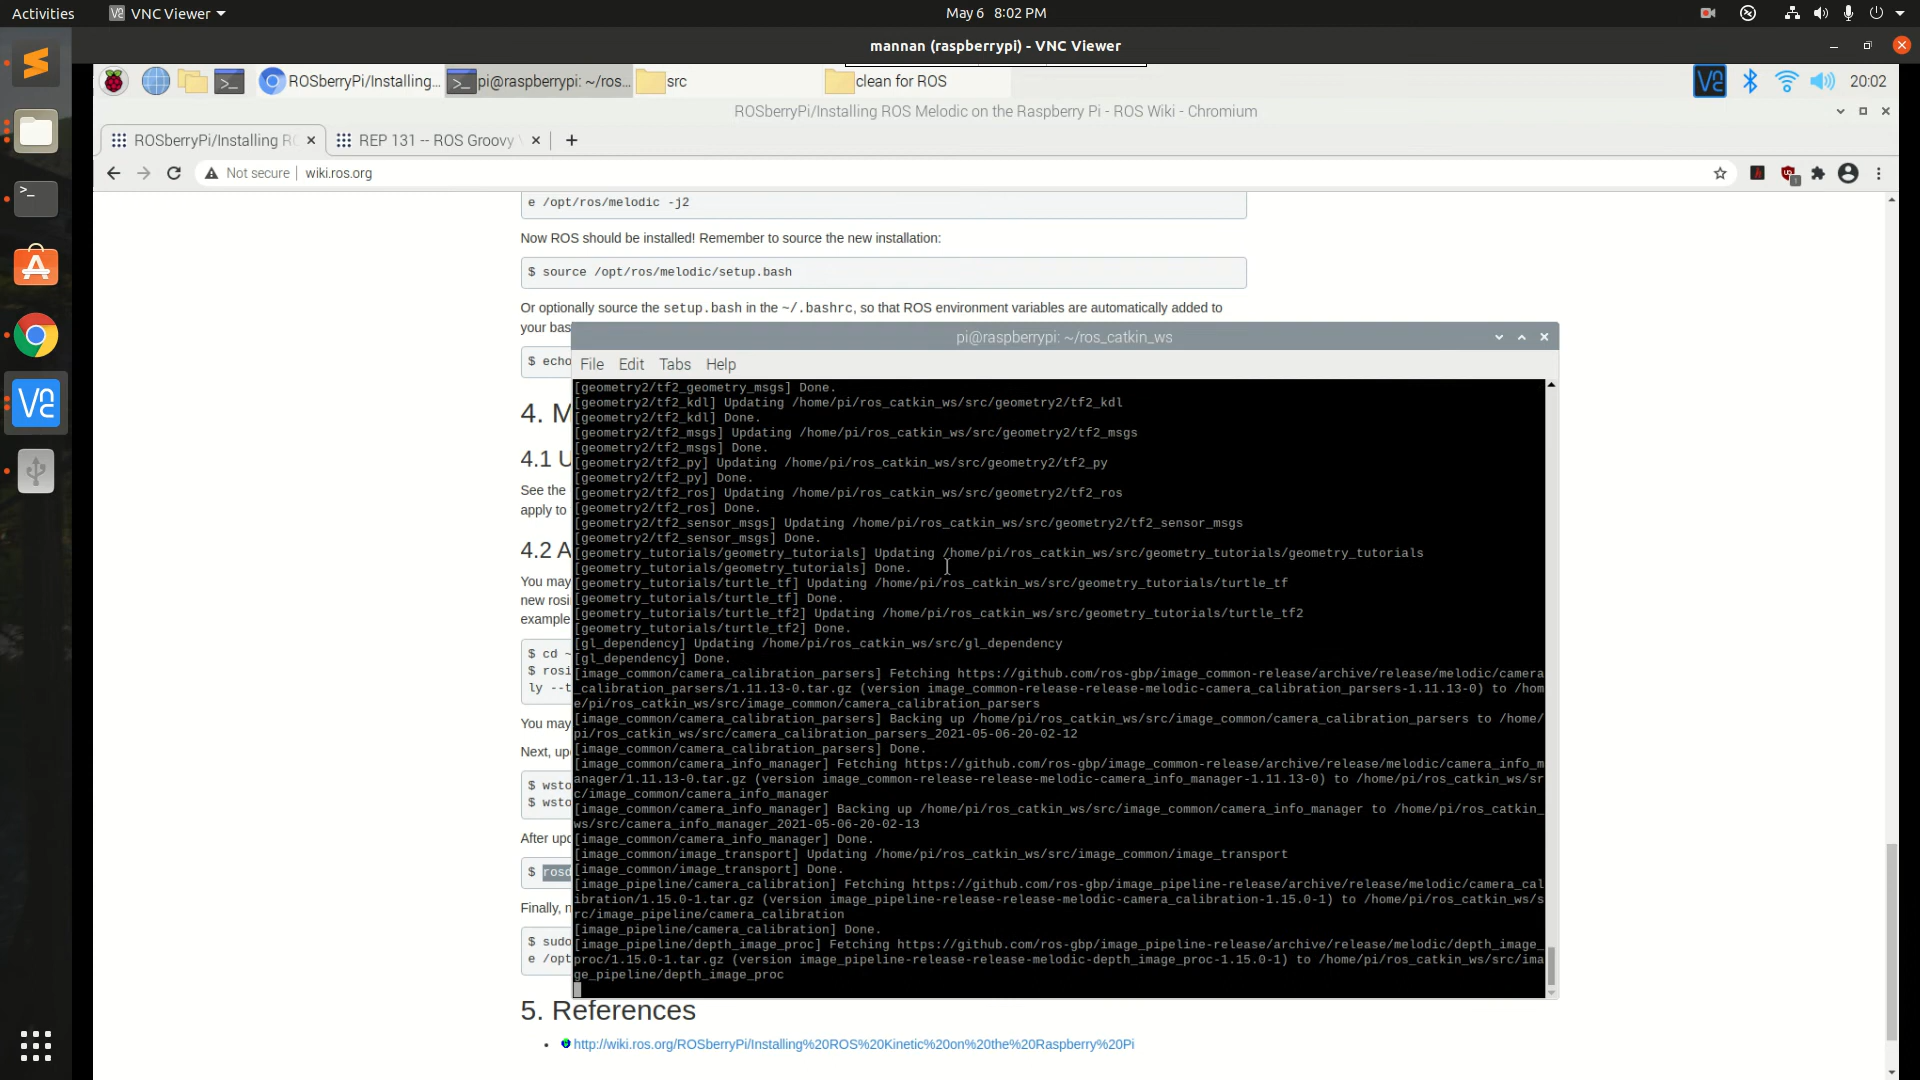 Activities
VNC Viewer
May 6  8:02 PM
mannan (raspberrypi) - VNC Viewer
ROSberryPi/Installing...
pi@raspberrypi: ~/ros...
src
clean for ROS
20:02
ROSberryPi/Installing ROS Melodic on the Raspberry Pi - ROS Wiki - Chromium
ROSberryPi/Installing RO
REP 131 -- ROS Groovy
Not secure | wiki.ros.org
e /opt/ros/melodic -j2
Now ROS should be installed! Remember to source the new installation:
$ source /opt/ros/melodic/setup.bash
Or optionally source the setup.bash in the ~/.bashrc, so that ROS environment variables are automatically added to
your bas
$ echo
4. M
4.1 U
See the
apply to
4.2 A
You may
new rosi
example
$ cd ~
$ rosi
ly --t
You may
Next, up
$ wsto
$ wsto
After upd
$ rosd
Finally, n
$ sudo
e /opt
pi@raspberrypi: ~/ros_catkin_ws
File Edit Tabs Help
[geometry2/tf2_geometry_msgs] Done.
[geometry2/tf2_kdl] Updating /home/pi/ros_catkin_ws/src/geometry2/tf2_kdl
[geometry2/tf2_kdl] Done.
[geometry2/tf2_msgs] Updating /home/pi/ros_catkin_ws/src/geometry2/tf2_msgs
[geometry2/tf2_msgs] Done.
[geometry2/tf2_py] Updating /home/pi/ros_catkin_ws/src/geometry2/tf2_py
[geometry2/tf2_py] Done.
[geometry2/tf2_ros] Updating /home/pi/ros_catkin_ws/src/geometry2/tf2_ros
[geometry2/tf2_ros] Done.
[geometry2/tf2_sensor_msgs] Updating /home/pi/ros_catkin_ws/src/geometry2/tf2_sensor_msgs
[geometry2/tf2_sensor_msgs] Done.
[geometry_tutorials/geometry_tutorials] Updating /home/pi/ros_catkin_ws/src/geometry_tutorials/geometry_tutorials
[geometry_tutorials/geometry_tutorials] Done.
[geometry_tutorials/turtle_tf] Updating /home/pi/ros_catkin_ws/src/geometry_tutorials/turtle_tf
[geometry_tutorials/turtle_tf] Done.
[geometry_tutorials/turtle_tf2] Updating /home/pi/ros_catkin_ws/src/geometry_tutorials/turtle_tf2
[geometry_tutorials/turtle_tf2] Done.
[gl_dependency] Updating /home/pi/ros_catkin_ws/src/gl_dependency
[gl_dependency] Done.
[image_common/camera_calibration_parsers] Fetching https://github.com/ros-gbp/image_common-release/archive/release/melodic/camera
_calibration_parsers/1.11.13-0.tar.gz (version image_common-release-release-melodic-camera_calibration_parsers-1.11.13-0) to /hom
e/pi/ros_catkin_ws/src/image_common/camera_calibration_parsers
[image_common/camera_calibration_parsers] Backing up /home/pi/ros_catkin_ws/src/image_common/camera_calibration_parsers to /home/
pi/ros_catkin_ws/src/camera_calibration_parsers_2021-05-06-20-02-12
[image_common/camera_calibration_parsers] Done.
[image_common/camera_info_manager] Fetching https://github.com/ros-gbp/image_common-release/archive/release/melodic/camera_info_m
anager/1.11.13-0.tar.gz (version image_common-release-release-melodic-camera_info_manager-1.11.13-0) to /home/pi/ros_catkin_ws/sr
c/image_common/camera_info_manager
[image_common/camera_info_manager] Backing up /home/pi/ros_catkin_ws/src/image_common/camera_info_manager to /home/pi/ros_catkin_
ws/src/camera_info_manager_2021-05-06-20-02-13
[image_common/camera_info_manager] Done.
[image_common/image_transport] Updating /home/pi/ros_catkin_ws/src/image_common/image_transport
[image_common/image_transport] Done.
[image_pipeline/camera_calibration] Fetching https://github.com/ros-gbp/image_pipeline-release/archive/release/melodic/camera_cal
ibration/1.15.0-1.tar.gz (version image_pipeline-release-release-melodic-camera_calibration-1.15.0-1) to /home/pi/ros_catkin_ws/s
rc/image_pipeline/camera_calibration
[image_pipeline/camera_calibration] Done.
[image_pipeline/depth_image_proc] Fetching https://github.com/ros-gbp/image_pipeline-release/archive/release/melodic/depth_image_
proc/1.15.0-1.tar.gz (version image_pipeline-release-release-melodic-depth_image_proc-1.15.0-1) to /home/pi/ros_catkin_ws/src/ima
ge_pipeline/depth_image_proc
5. References
http://wiki.ros.org/ROSberryPi/Installing%20ROS%20Kinetic%20on%20the%20Raspberry%20Pi